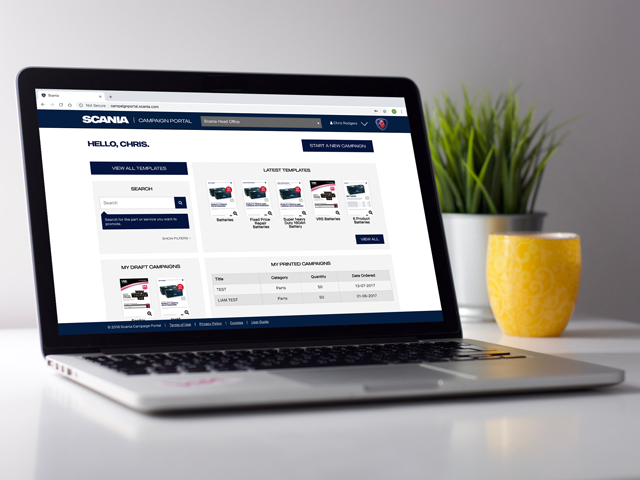 Scania
Not Secure campaignportal.scania.com
SCANIA CAMPAIGN PORTAL
Scania Head Office
Chris Rodgers
HELLO, CHRIS.
START A NEW CAMPAIGN
VIEW ALL TEMPLATES
SEARCH
Search
Search for the part or service you want to
promote.
SHOW FILTERS
LATEST TEMPLATES
Batteries
Fixed Price
Repair
Batteries
Super heavy
Duty 180AH
Battery
VRS Battery
K Product
Batteries
VIEW ALL
MY DRAFT CAMPAIGNS
MY PRINTED CAMPAIGNS
Title Category Quantity Date Ordered
TEST Parts 50 13-07-2017
LIAM TEST Parts 50 01-06-2017
© 2018 Scania Campaign Portal | Terms of Use | Privacy Policy | Cookies | User Guide